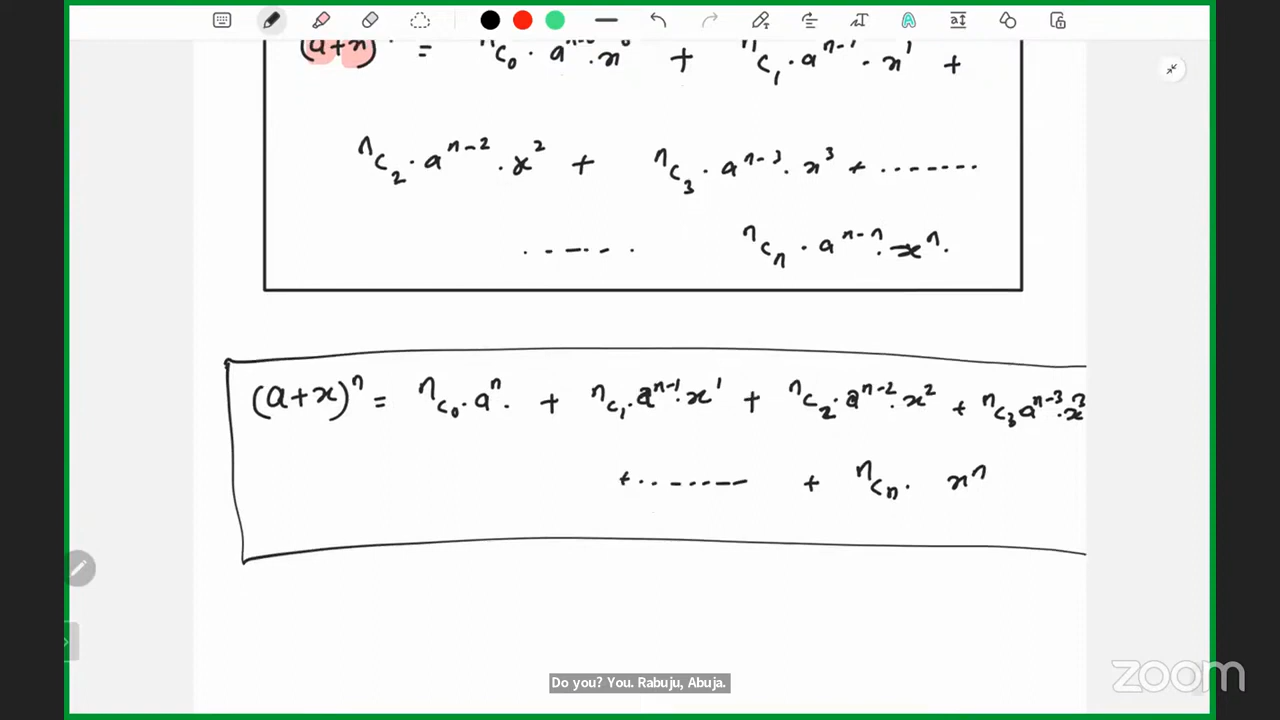 (a+x)ⁿ = ⁿC₀ · aⁿ⁻⁰ · x⁰ + ⁿC₁ · aⁿ⁻¹ · x¹ +
ⁿC₂ · aⁿ⁻² · x² + ⁿC₃ · aⁿ⁻³ · x³ + ........
...... ⁿCₙ · aⁿ⁻ⁿ · xⁿ.
(a+x)ⁿ = ⁿC₀ · aⁿ · + ⁿC₁ · aⁿ⁻¹ · x¹ + ⁿC₂ · aⁿ⁻² · x² + ⁿC₃ aⁿ⁻³ · x³
+ ........ + ⁿCₙ · xⁿ
Do you? You. Rabuju, Abuja.
zoom